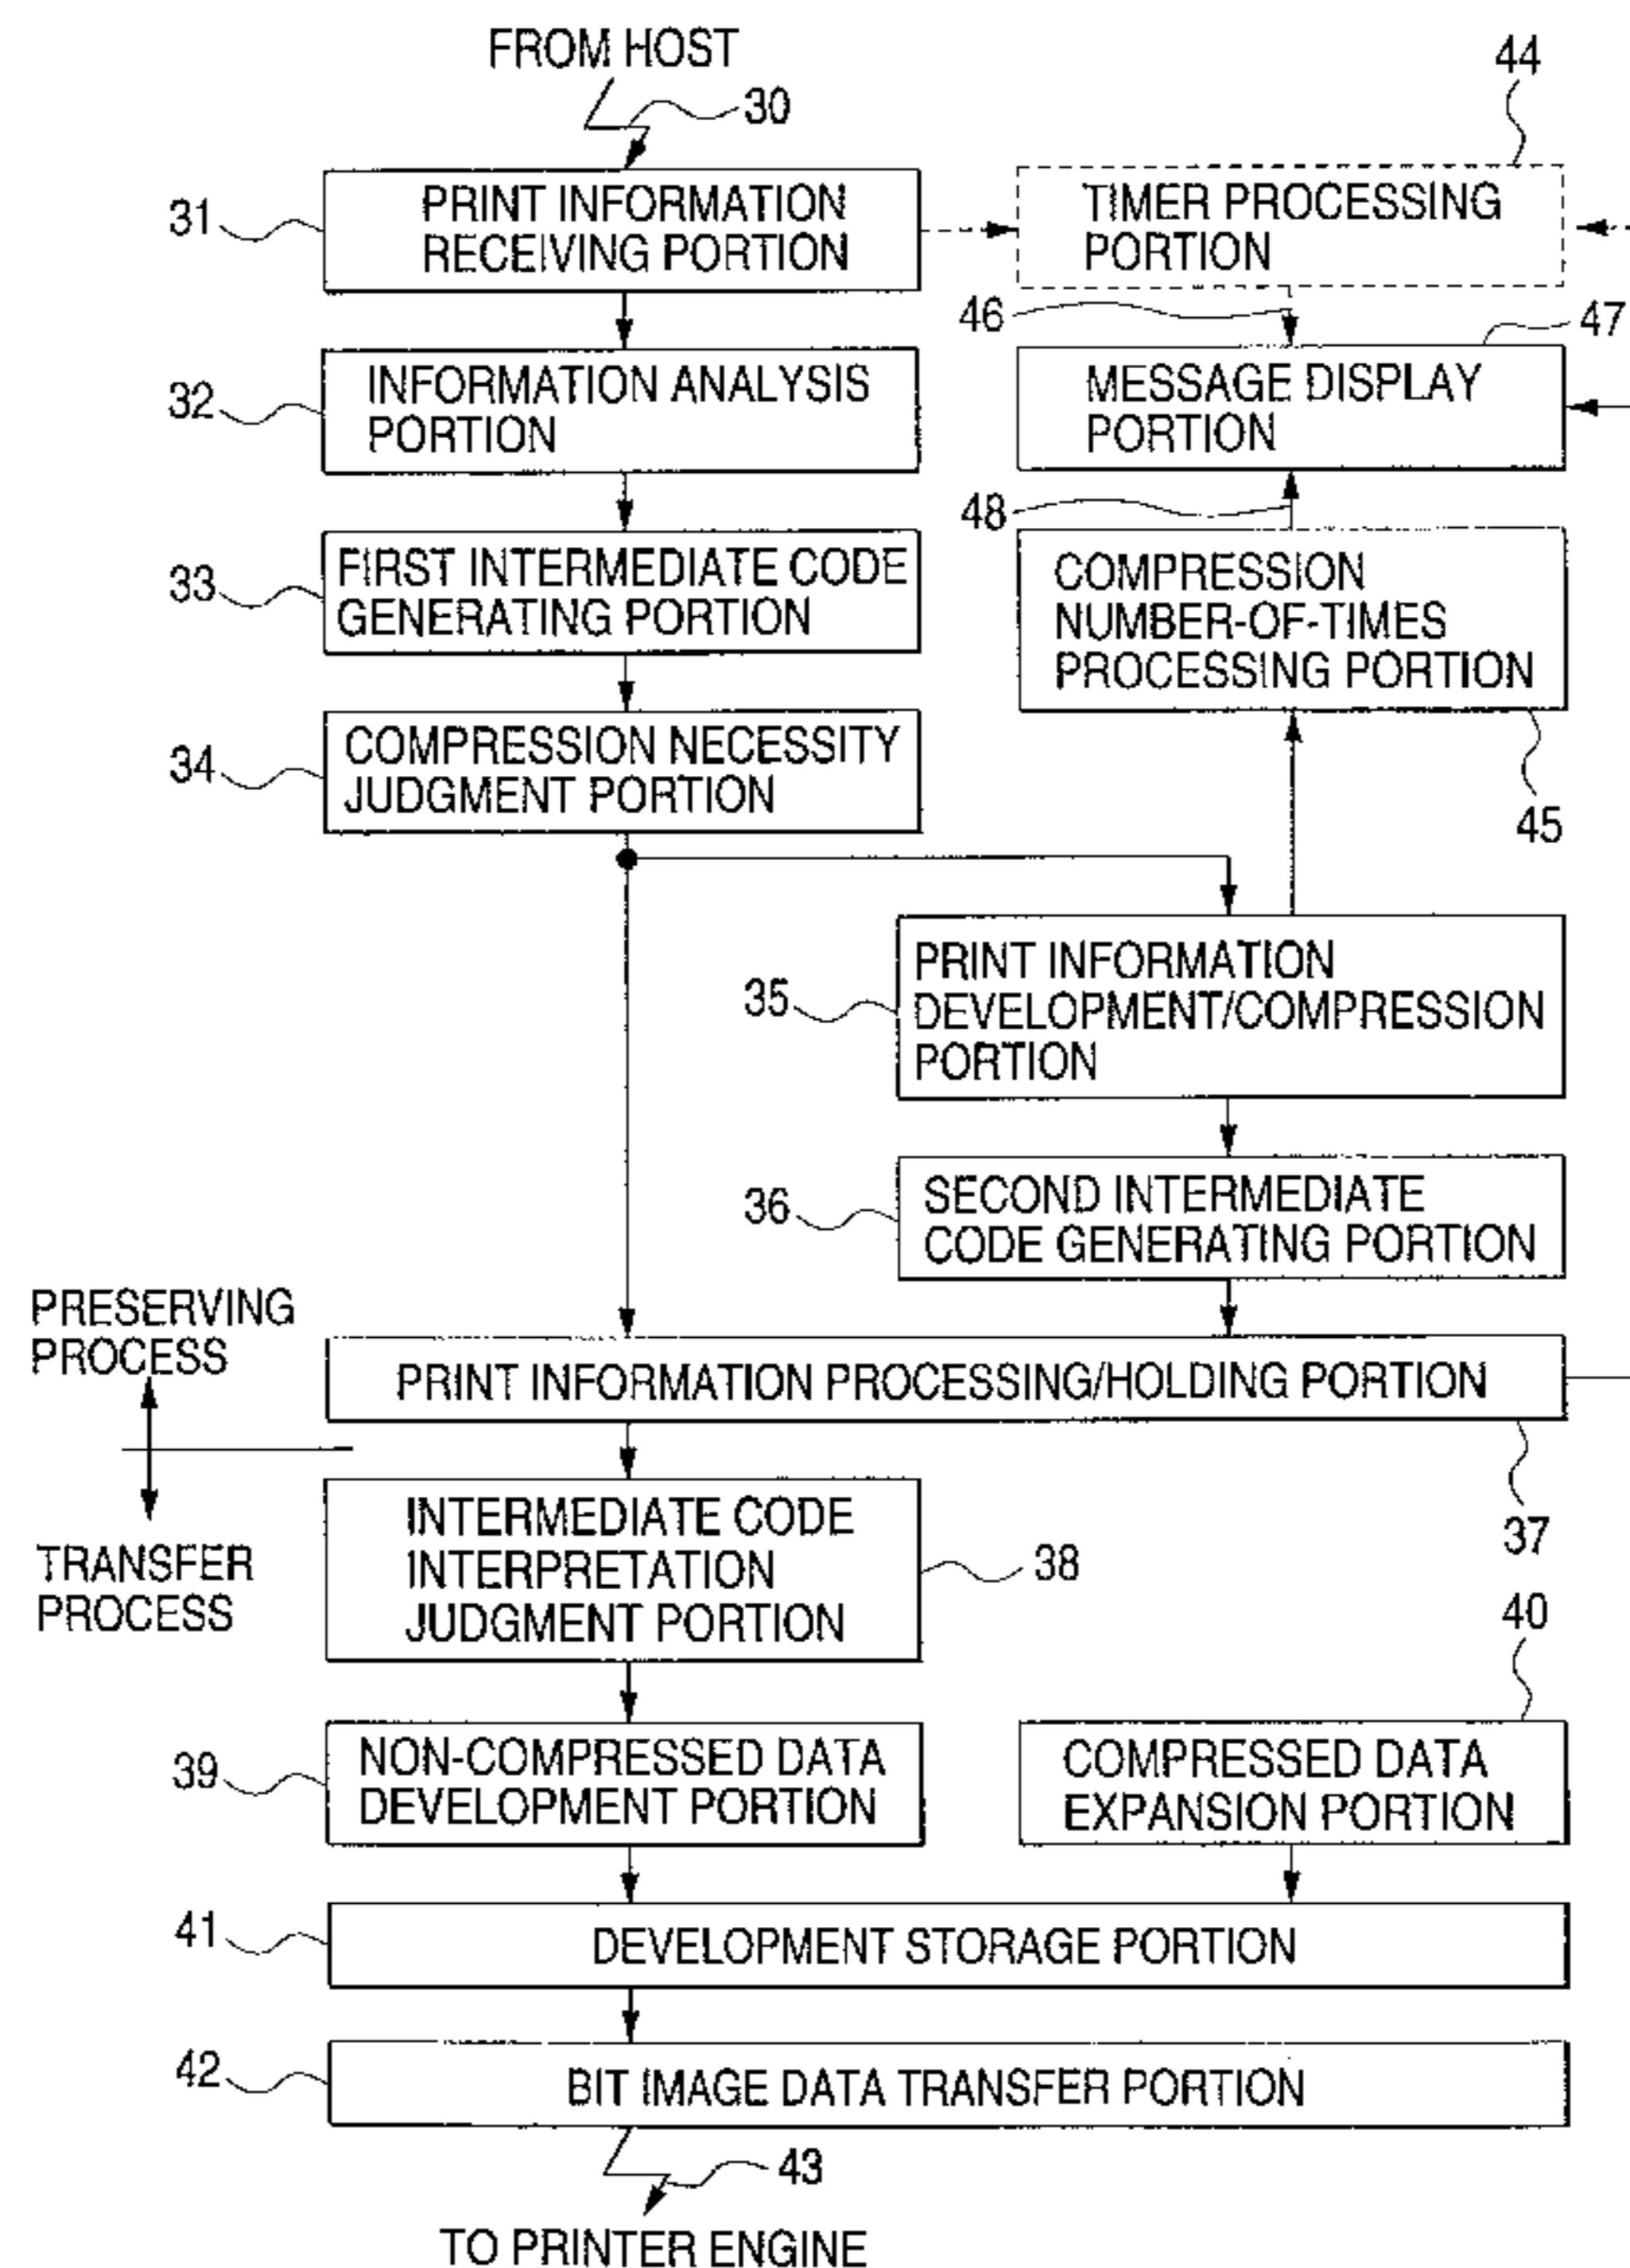 FROM HOST
30
44
31
PRINT INFORMATION
RECEIVING PORTION
TIMER PROCESSING
PORTION
46
47
32
INFORMATION ANALYSIS
PORTION
MESSAGE DISPLAY
PORTION
48
33
FIRST INTERMEDIATE CODE
GENERATING PORTION
COMPRESSION
NUMBER-OF-TIMES
PROCESSING PORTION
34
COMPRESSION NECESSITY
JUDGMENT PORTION
45
35
PRINT INFORMATION
DEVELOPMENT/COMPRESSION
PORTION
36
SECOND INTERMEDIATE
CODE GENERATING PORTION
PRESERVING
PROCESS
PRINT INFORMATION PROCESSING/HOLDING PORTION
37
TRANSFER
PROCESS
INTERMEDIATE CODE
INTERPRETATION
JUDGMENT PORTION
38
40
39
NON-COMPRESSED DATA
DEVELOPMENT PORTION
COMPRESSED DATA
EXPANSION PORTION
41
DEVELOPMENT STORAGE PORTION
42
BIT IMAGE DATA TRANSFER PORTION
43
TO PRINTER ENGINE